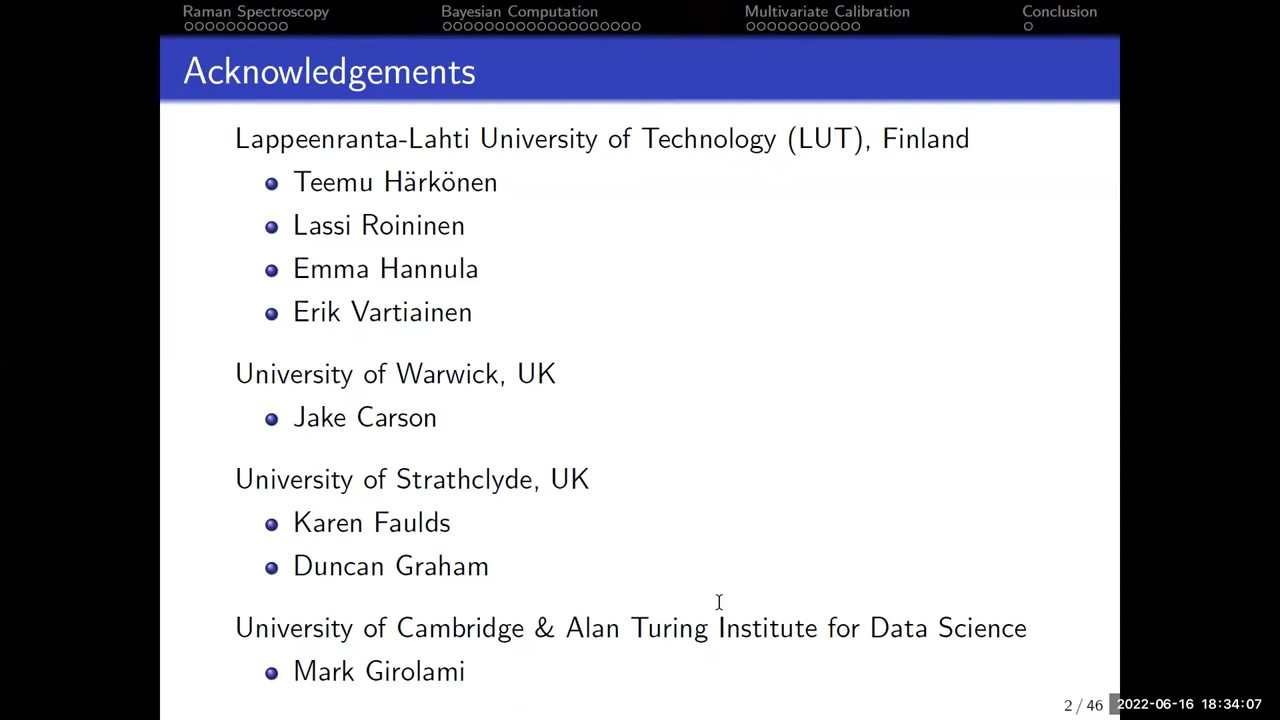 Raman Spectroscopy Bayesian Computation Multivariate Calibration Conclusion
Acknowledgements
Lappeenranta-Lahti University of Technology (LUT), Finland
Teemu Härkönen
Lassi Roininen
Emma Hannula
Erik Vartiainen
University of Warwick, UK
Jake Carson
University of Strathclyde, UK
Karen Faulds
Duncan Graham
University of Cambridge & Alan Turing Institute for Data Science
Mark Girolami
2 / 46 2022-06-16 18:34:07